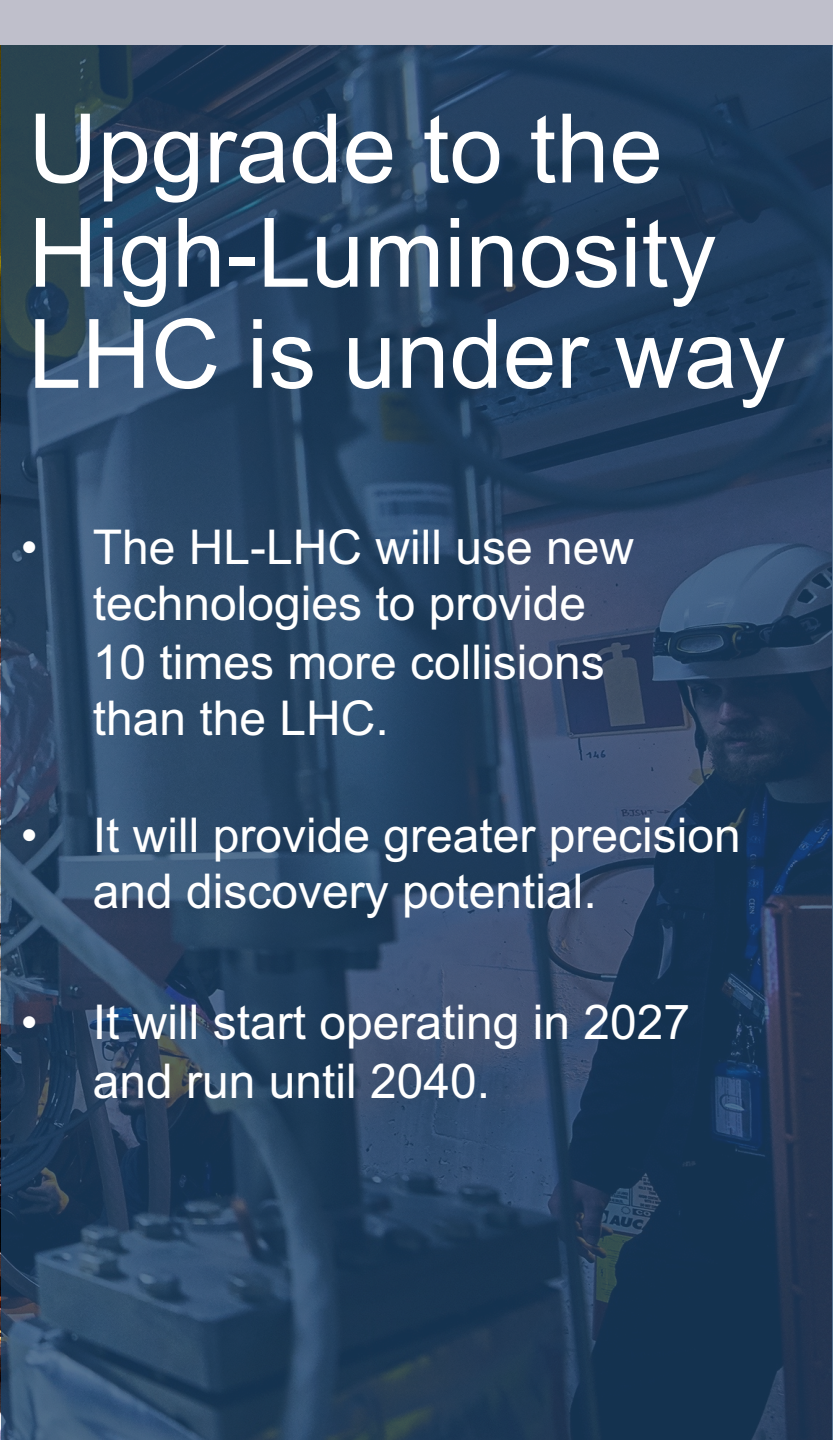 Upgrade to the
High-Luminosity
LHC is under way
• The HL-LHC will use new
technologies to provide
10 times more collisions
than the LHC.
• It will provide greater precision
and discovery potential.
• It will start operating in 2027
and run until 2040.
146
AUC